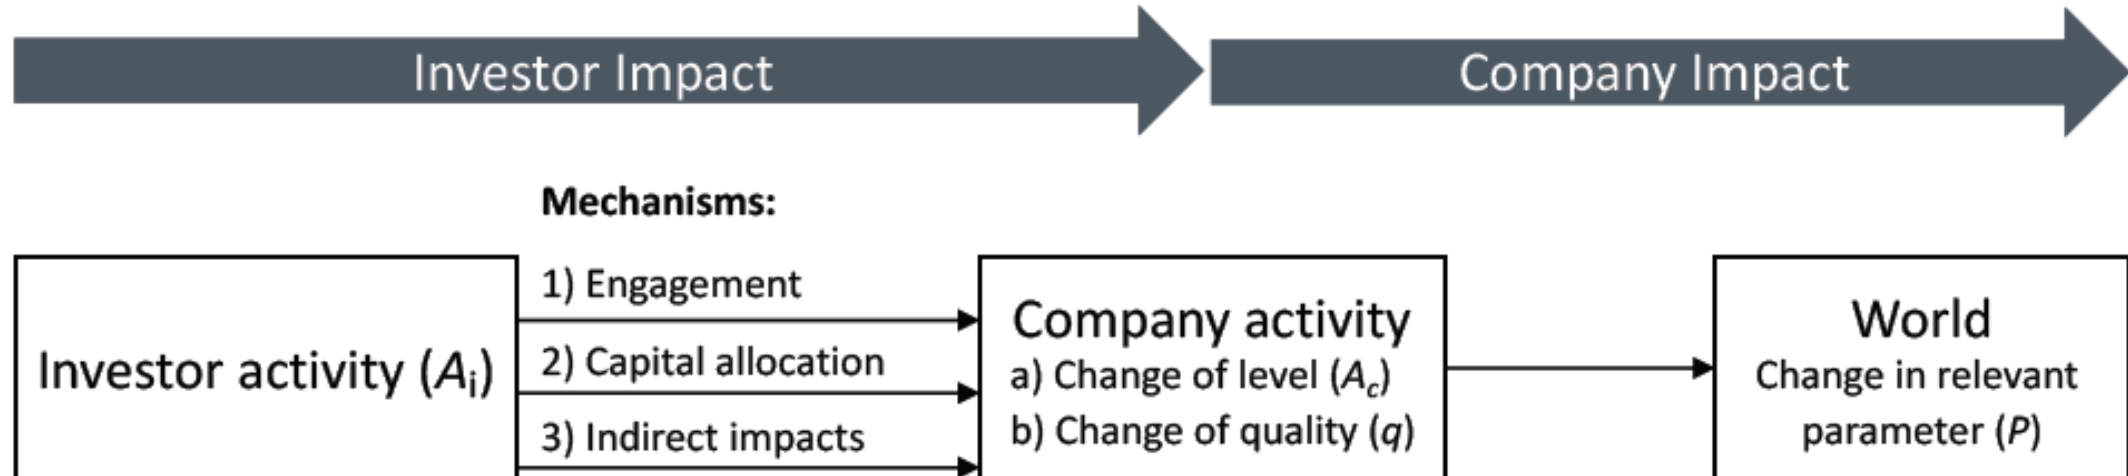 Investor Impact
Company Impact
Mechanisms:
Investor activity (Ai)
1) Engagement
2) Capital allocation
3) Indirect impacts
Company activity
a) Change of level (Ac)
b) Change of quality (q)
World
Change in relevant
parameter (P)